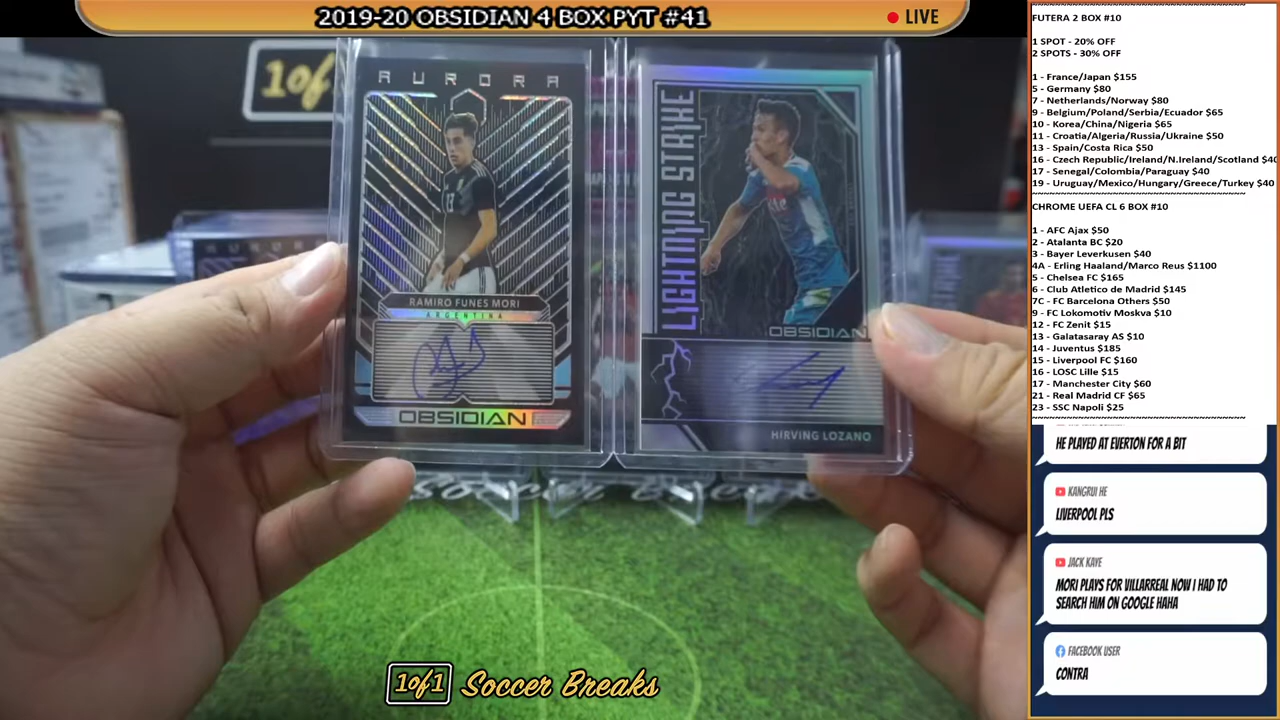 2019-20 OBSIDIAN 4 BOX PYT #41
LIVE
1of1
AURORA
RAMIRO FUNES MORI
ARGENTINA
OBSIDIAN
LIGHTNING STRIKE
OBSIDIAN
HIRVING LOZANO
Soccer Breaks
1of1 Soccer Breaks
FUTERA 2 BOX #10
1 SPOT - 20% OFF
2 SPOTS - 30% OFF
1 - France/Japan $155
5 - Germany $80
7 - Netherlands/Norway $80
9 - Belgium/Poland/Serbia/Ecuador $65
10 - Korea/China/Nigeria $65
11 - Croatia/Algeria/Russia/Ukraine $50
13 - Spain/Costa Rica $50
16 - Czech Republic/Ireland/N.Ireland/Scotland $40
17 - Senegal/Colombia/Paraguay $40
19 - Uruguay/Mexico/Hungary/Greece/Turkey $40
CHROME UEFA CL 6 BOX #10
1 - AFC Ajax $50
2 - Atalanta BC $20
3 - Bayer Leverkusen $40
4A - Erling Haaland/Marco Reus $1100
5 - Chelsea FC $165
6 - Club Atletico de Madrid $145
7C - FC Barcelona Others $50
9 - FC Lokomotiv Moskva $10
12 - FC Zenit $15
13 - Galatasaray AS $10
14 - Juventus $185
15 - Liverpool FC $160
16 - LOSC Lille $15
17 - Manchester City $60
21 - Real Madrid CF $65
23 - SSC Napoli $25
HE PLAYED AT EVERTON FOR A BIT
KANGRUI HE
LIVERPOOL PLS
JACK KAYE
MORI PLAYS FOR VILLARREAL NOW I HAD TO
SEARCH HIM ON GOOGLE HAHA
FACEBOOK USER
CONTRA